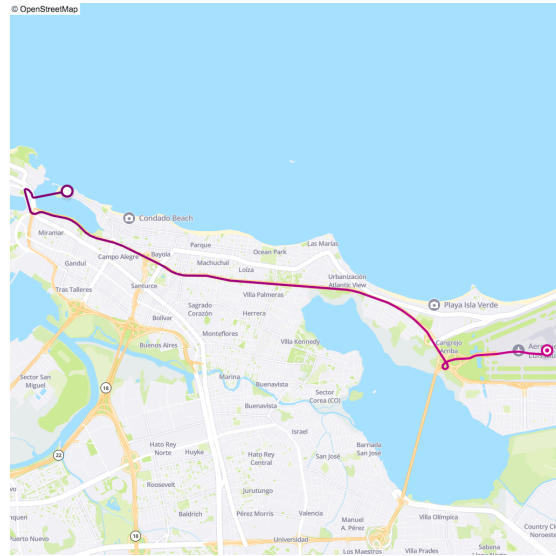 © OpenStreetMap
Condado Beach
Miramar
Parque
Las Marías
Ocean Park
Campo Alegre
Bayola
Machuchal
Gandul
Loíza
Urbanización
Atlantic View
Tras Talleres
Santurce
Villa Palmeras
Playa Isla Verde
Sagrado
Corazón
Herrera
Bolívar
Monteflores
Villa Kennedy
Cangrejo
Arriba
Buenos Aires
Marina
Sector San
Miguel
Buenavista
Sector
Corea (CO)
18
Buenavista
Israel
Hato Rey
Norte
Huyke
Hato Rey
Central
San José
Barriada
San Jose
22
Roosevelt
Jurutungo
Baldrich
Pérez Morris
Valencia
Manuel
A. Pérez
Villa Olímpica
18
Puerto Nuevo
Universidad
Los Maestros
Villa Prades
Sabana